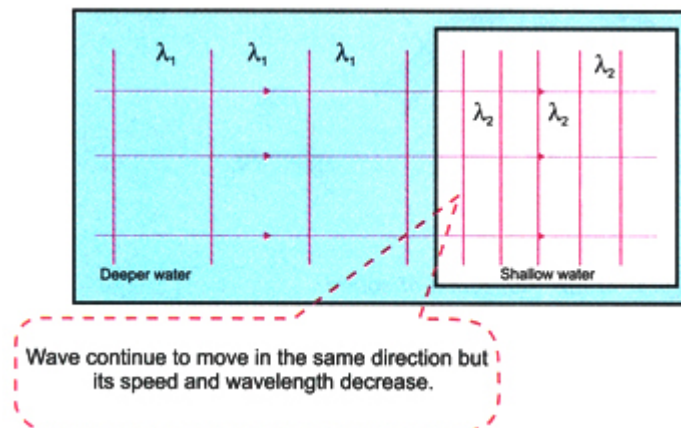 λ₁ λ₁ λ₁
λ₂
λ₂ λ₂
Deeper water
Shallow water
Wave continue to move in the same direction but
its speed and wavelength decrease.